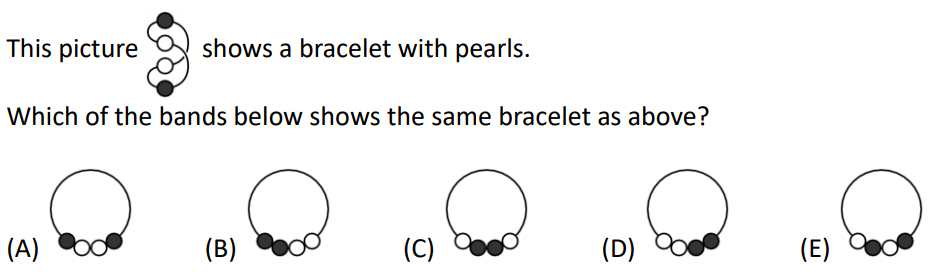 This picture shows a bracelet with pearls.
Which of the bands below shows the same bracelet as above?
(A) (B) (C) (D) (E)